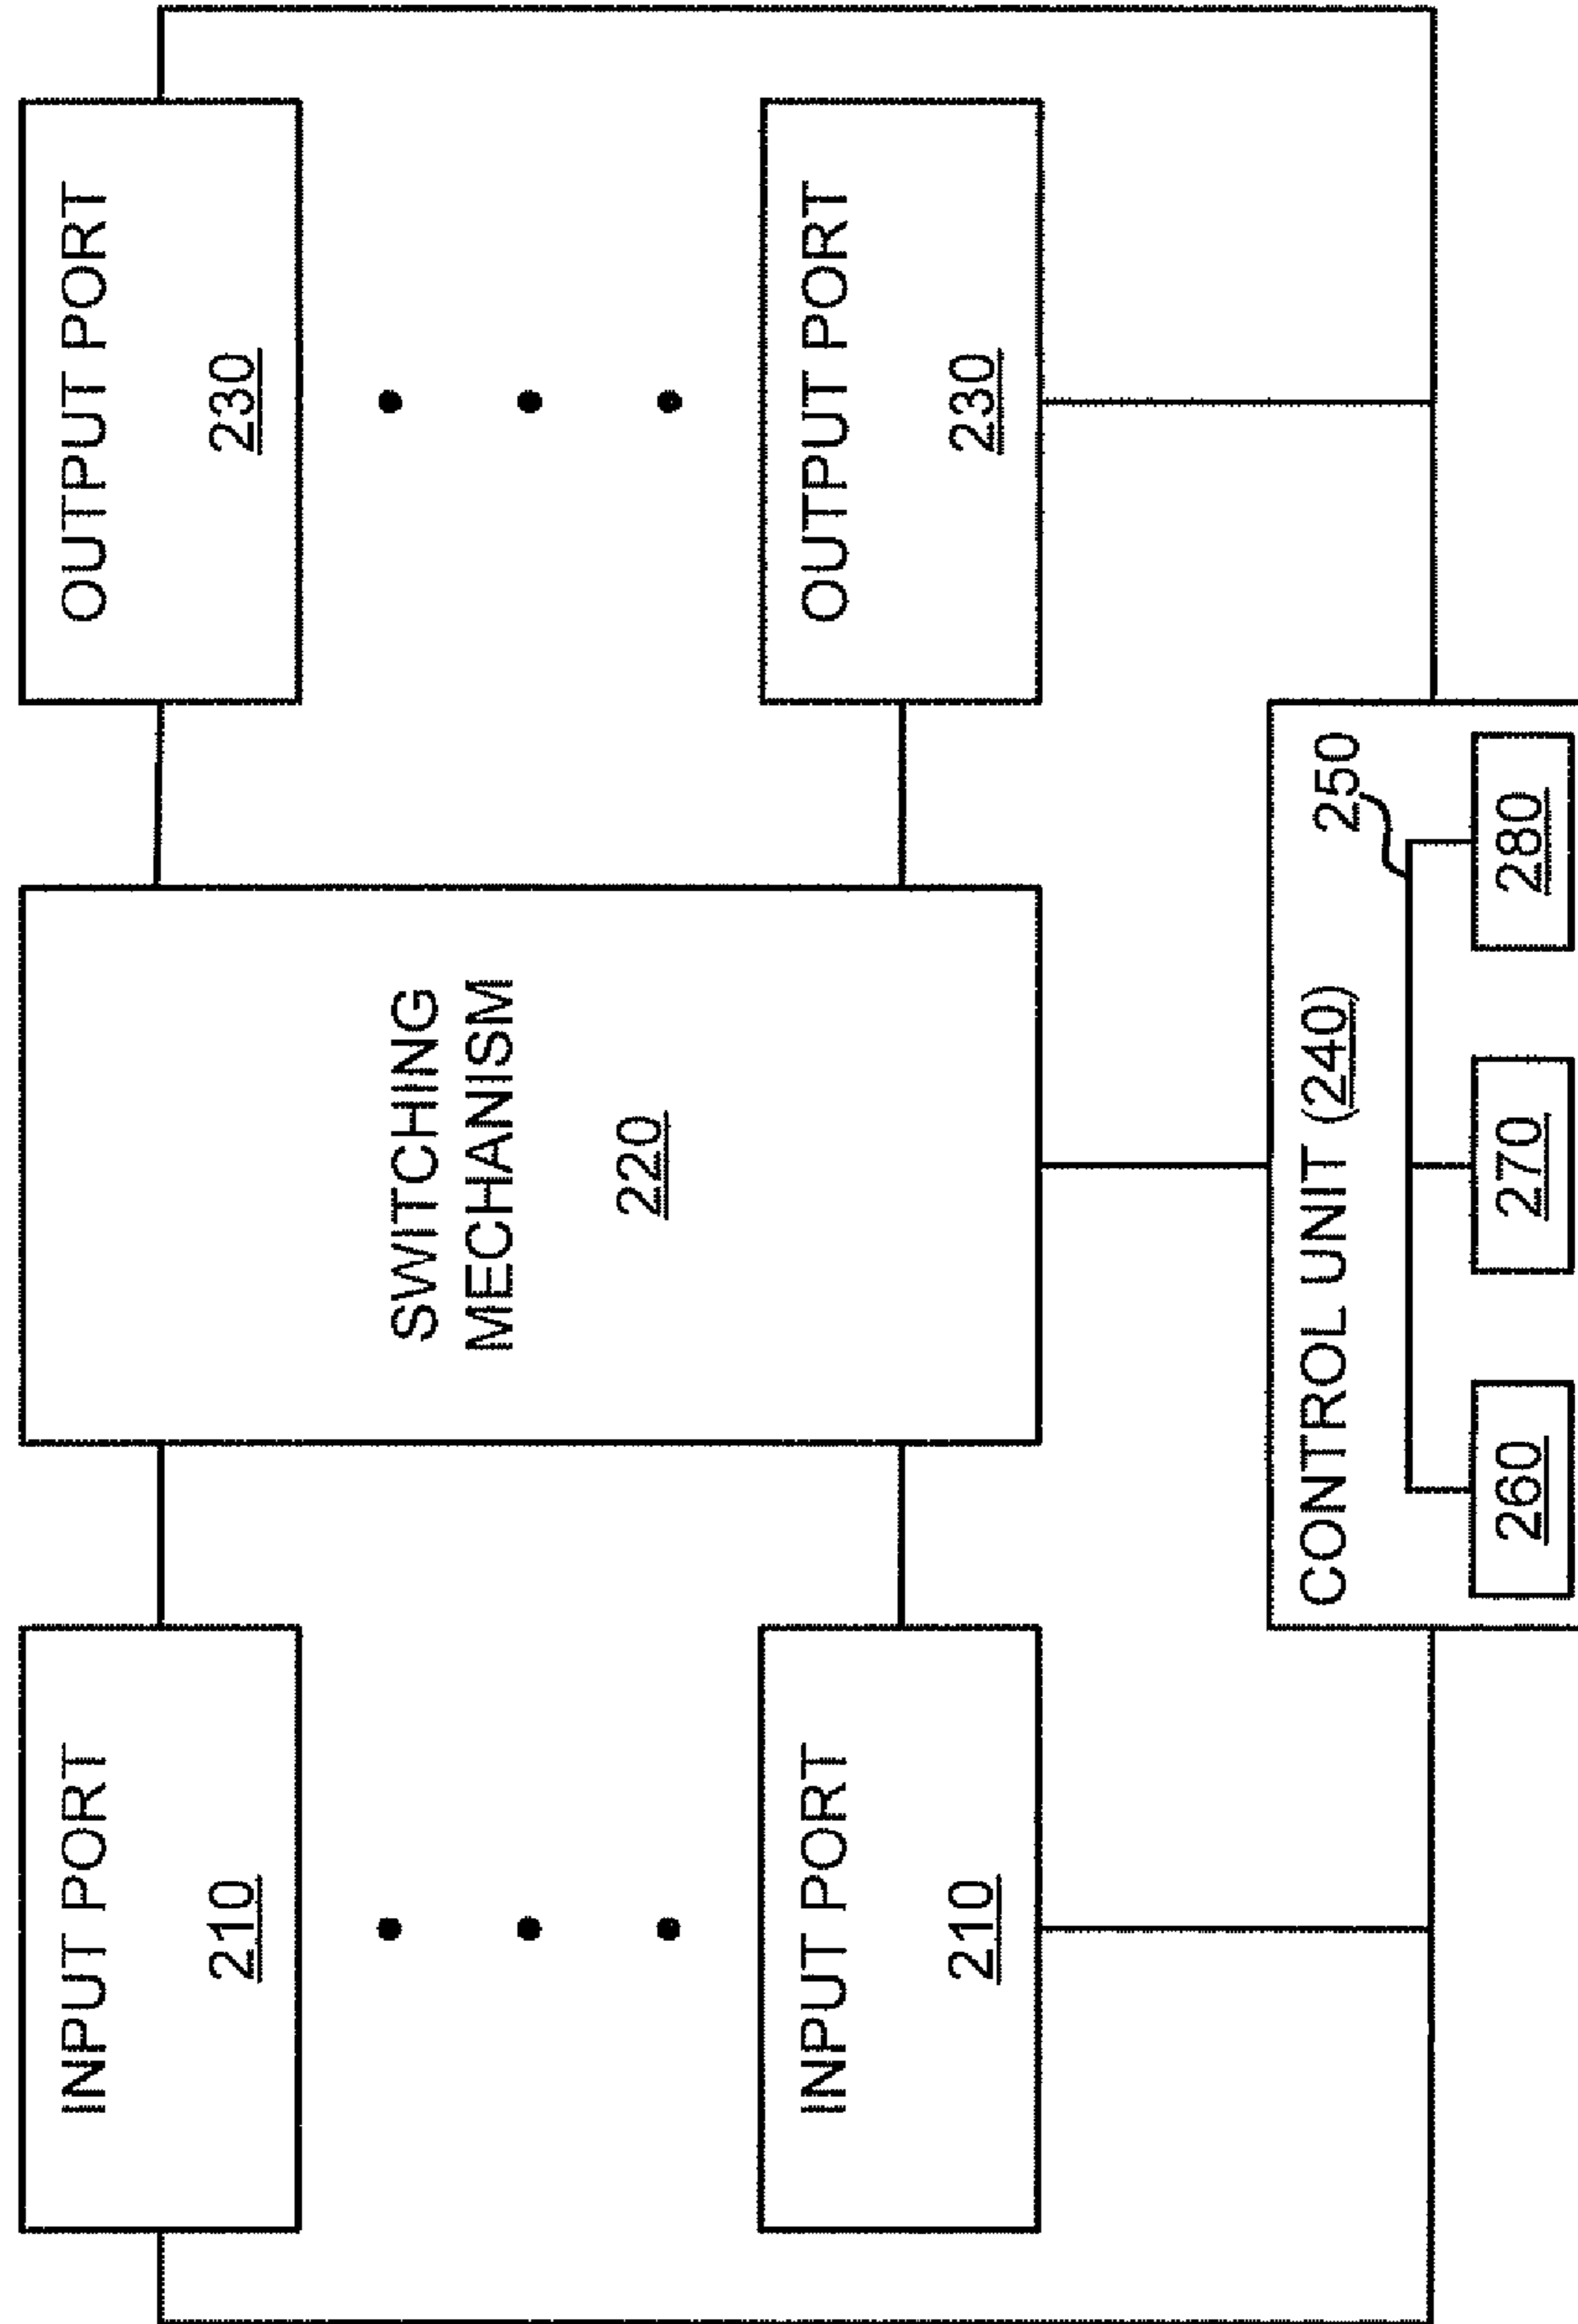 INPUT PORT
210
INPUT PORT
210
SWITCHING
MECHANISM
220
OUTPUT PORT
230
OUTPUT PORT
230
CONTROL UNIT (240)
250
260
270
280